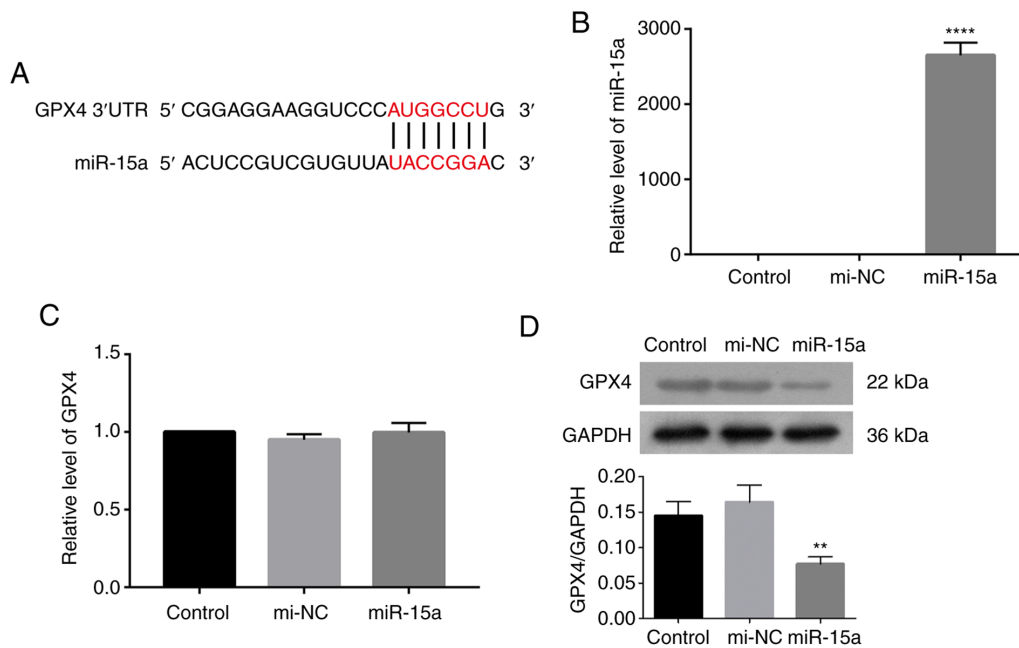 A
GPX4 3′UTR 5′ CGGAGGAAGGUCCCAUGGCCUG 3′
miR-15a 5′ ACUCCGUCGUGUUAUACCGGAC 3′
B
Relative level of miR-15a
3000
2000
1000
0
****
Control mi-NC miR-15a
C
Relative level of GPX4
1.5
1.0
0.5
0.0
Control mi-NC miR-15a
D
Control mi-NC miR-15a
GPX4 22 kDa
GAPDH 36 kDa
GPX4/GAPDH
0.20
0.15
0.10
0.05
0.00
**
Control mi-NC miR-15a